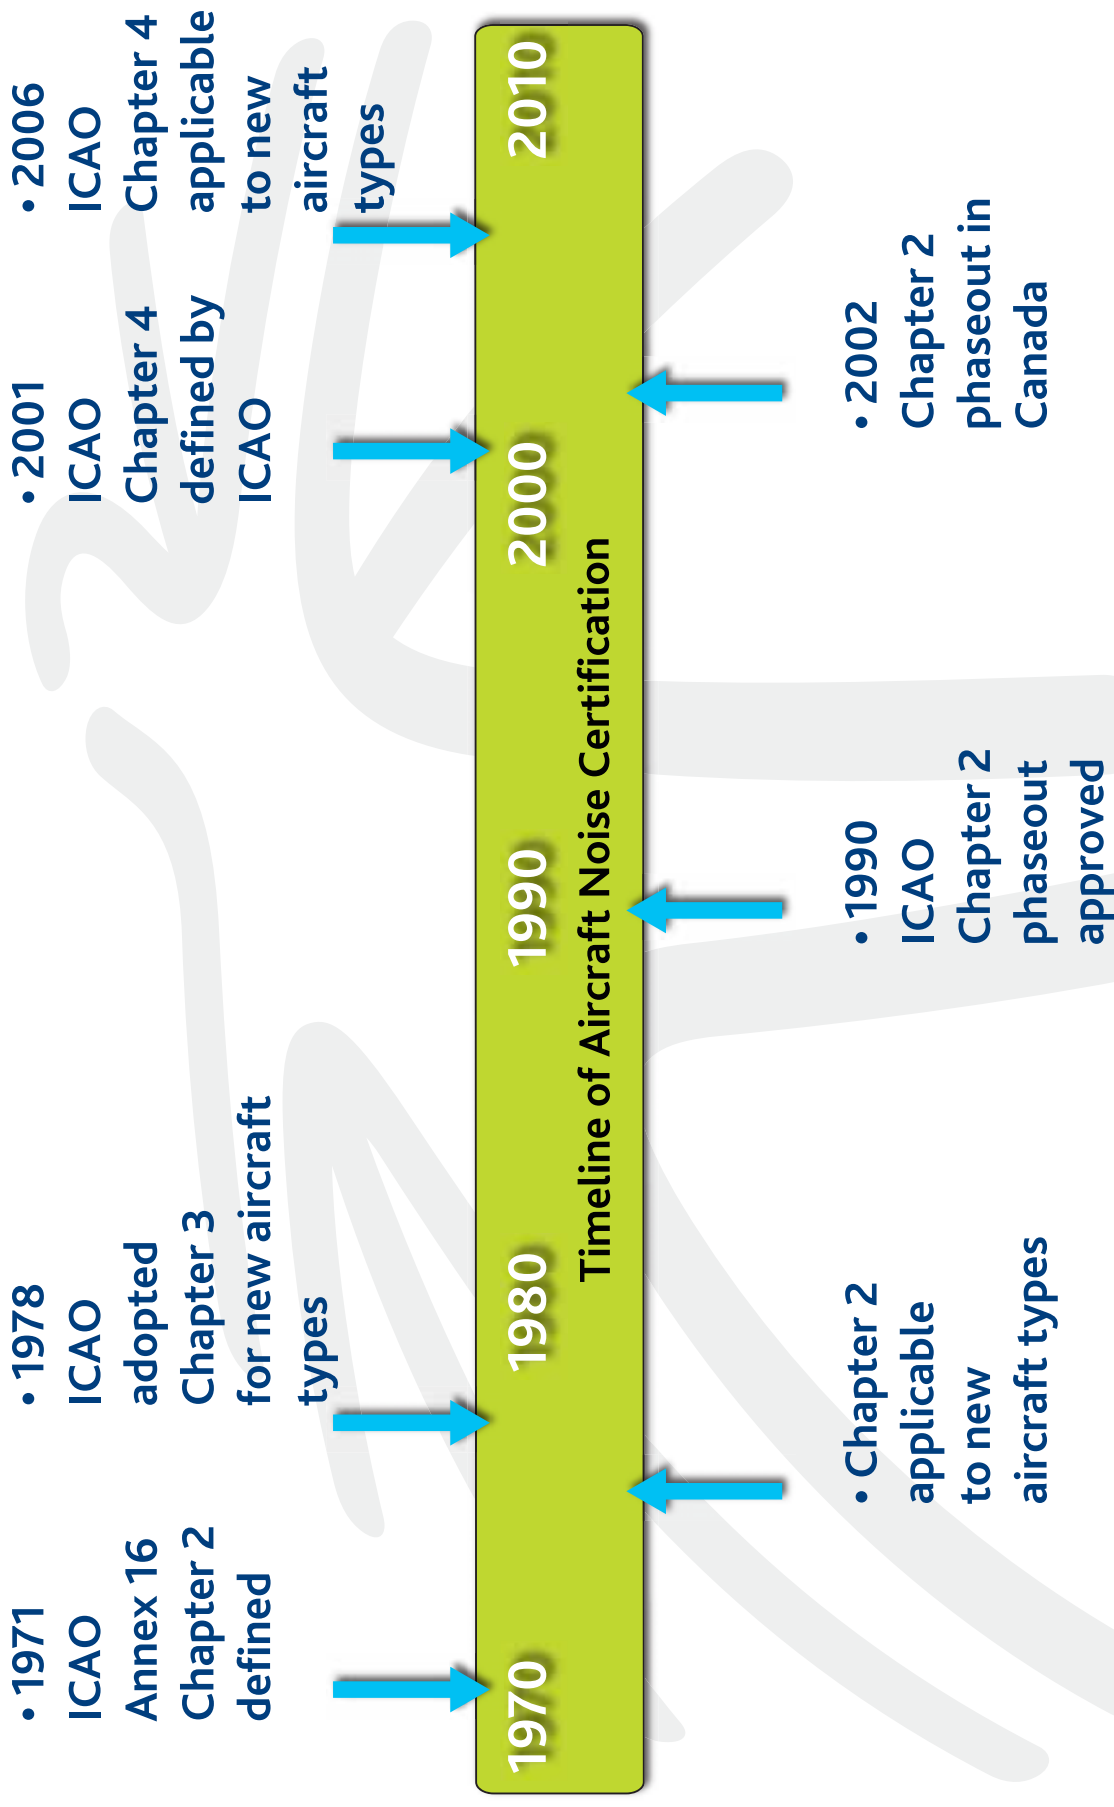 • 1971
ICAO
Annex 16
Chapter 2
defined
• 1978
ICAO
adopted
Chapter 3
for new aircraft
types
• 2001
ICAO
Chapter 4
defined by
ICAO
• 2006
ICAO
Chapter 4
applicable
to new
aircraft
types
1970 1980 1990 2000 2010
Timeline of Aircraft Noise Certification
• Chapter 2
applicable
to new
aircraft types
• 1990
ICAO
Chapter 2
phaseout
approved
• 2002
Chapter 2
phaseout in
Canada